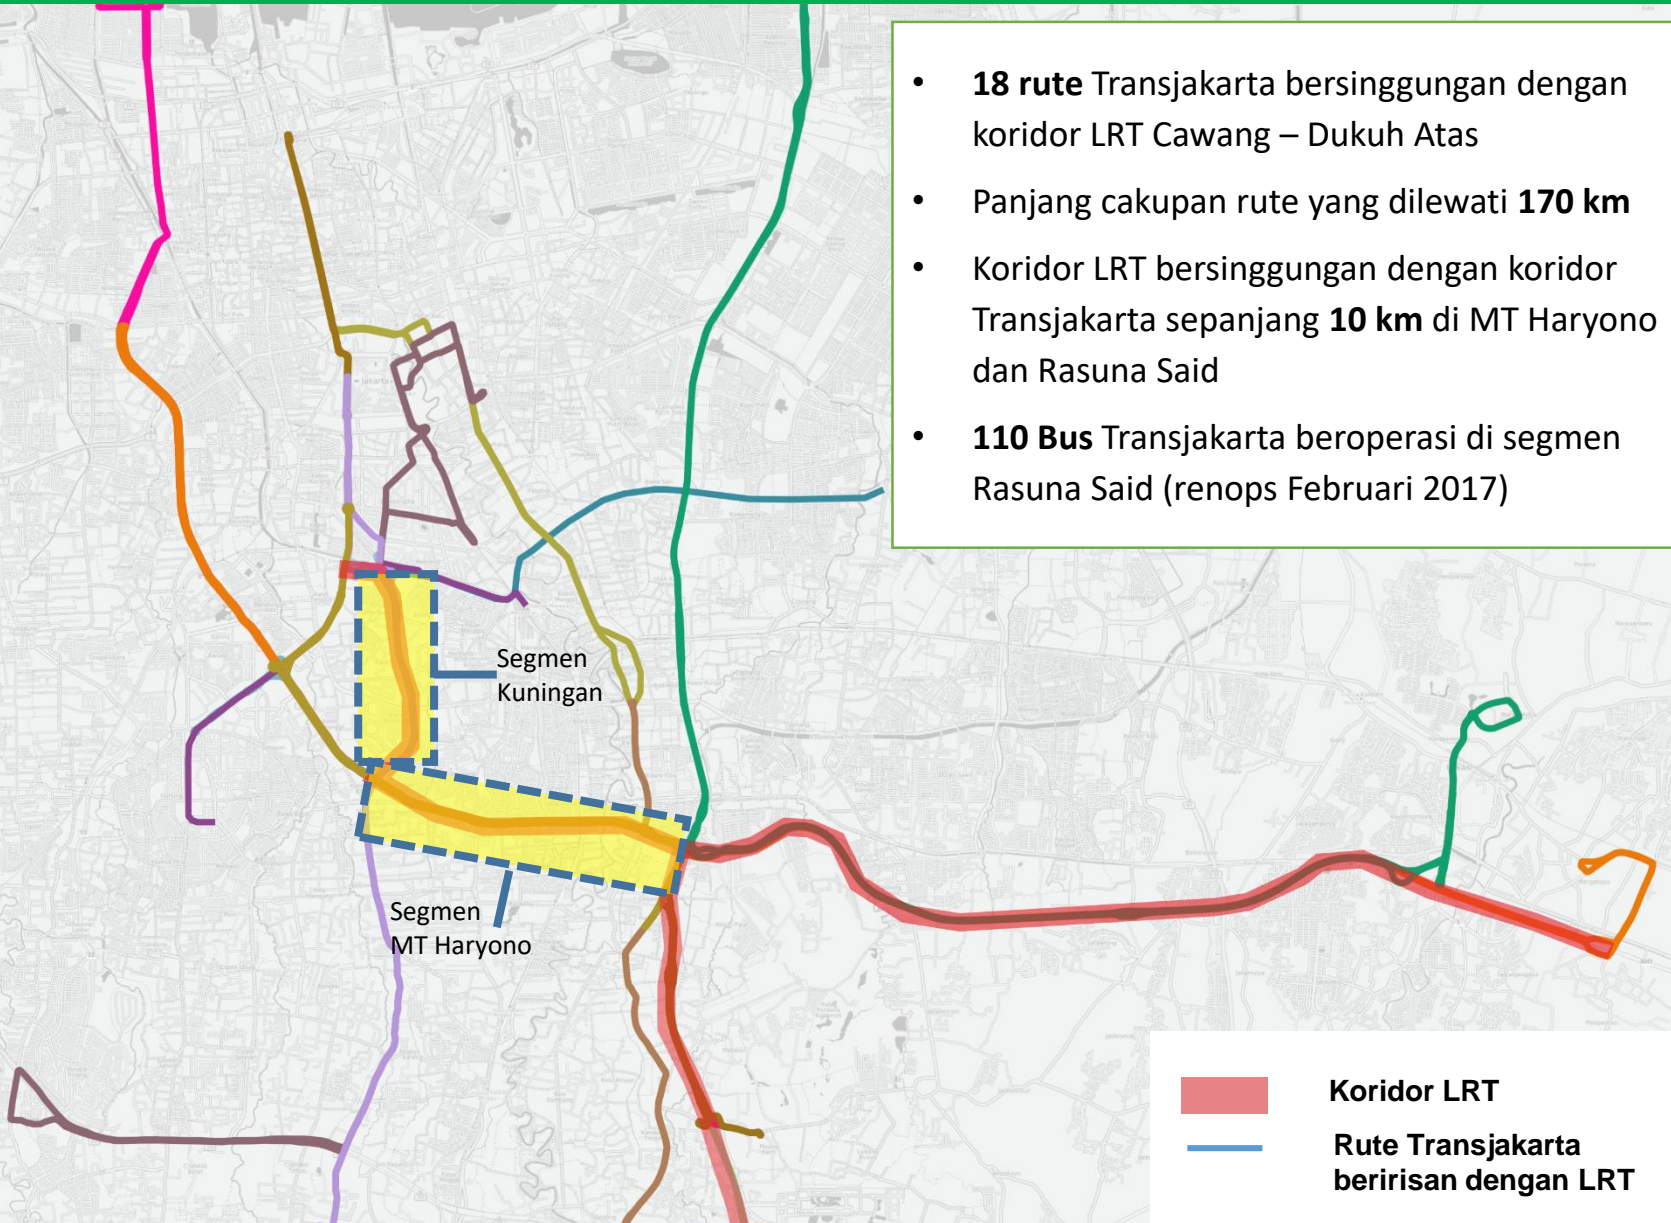 • 18 rute Transjakarta bersinggungan dengan
koridor LRT Cawang – Dukuh Atas
• Panjang cakupan rute yang dilewati 170 km
• Koridor LRT bersinggungan dengan koridor
Transjakarta sepanjang 10 km di MT Haryono
dan Rasuna Said
• 110 Bus Transjakarta beroperasi di segmen
Rasuna Said (renops Februari 2017)
Segmen
Kuningan
Segmen
MT Haryono
Koridor LRT
Rute Transjakarta
beririsan dengan LRT